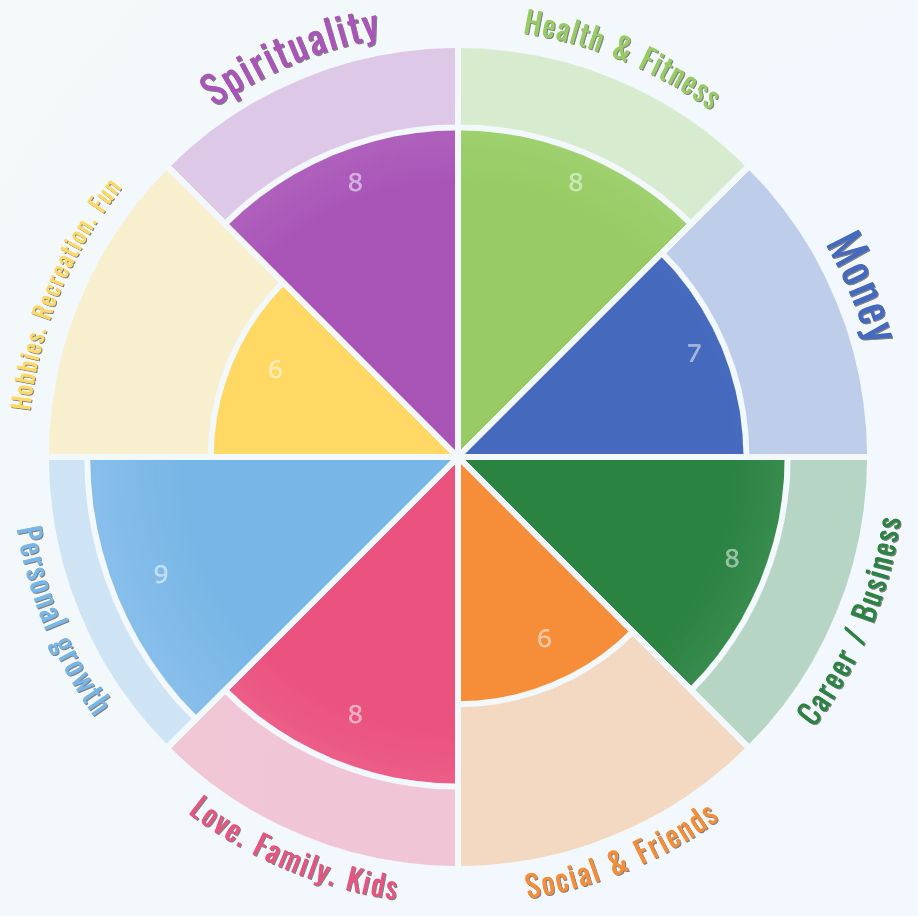 Spirituality
Health & Fitness
8
8
Hobbies. Recreation. Fun
Money
6
7
Personal growth
9
8
Career / Business
6
8
Love. Family. Kids
Social & Friends